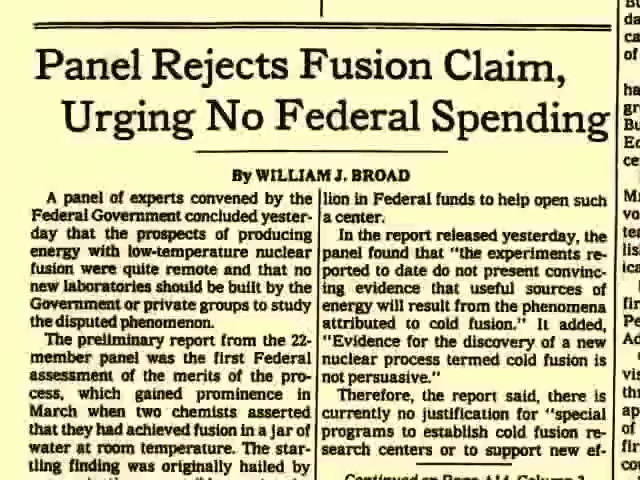 Panel Rejects Fusion Claim,
Urging No Federal Spending
By WILLIAM J. BROAD
A panel of experts convened by the
Federal Government concluded yester-
day that the prospects of producing
energy with low-temperature nuclear
fusion were quite remote and that no
new laboratories should be built by the
Government or private groups to study
the disputed phenomenon.
The preliminary report from the 22-
member panel was the first Federal
assessment of the merits of the pro-
cess, which gained prominence in
March when two chemists asserted
that they had achieved fusion in a jar of
water at room temperature. The star-
tling finding was originally hailed by
lion in Federal funds to help open such
a center.
In the report released yesterday, the
panel found that "the experiments re-
ported to date do not present convinc-
ing evidence that useful sources of
energy will result from the phenomena
attributed to cold fusion." It added,
"Evidence for the discovery of a new
nuclear process termed cold fusion is
not persuasive."
Therefore, the report said, there is
currently no justification for "special
programs to establish cold fusion re-
search centers or to support new ef-
Continued on Page A14, Column 3